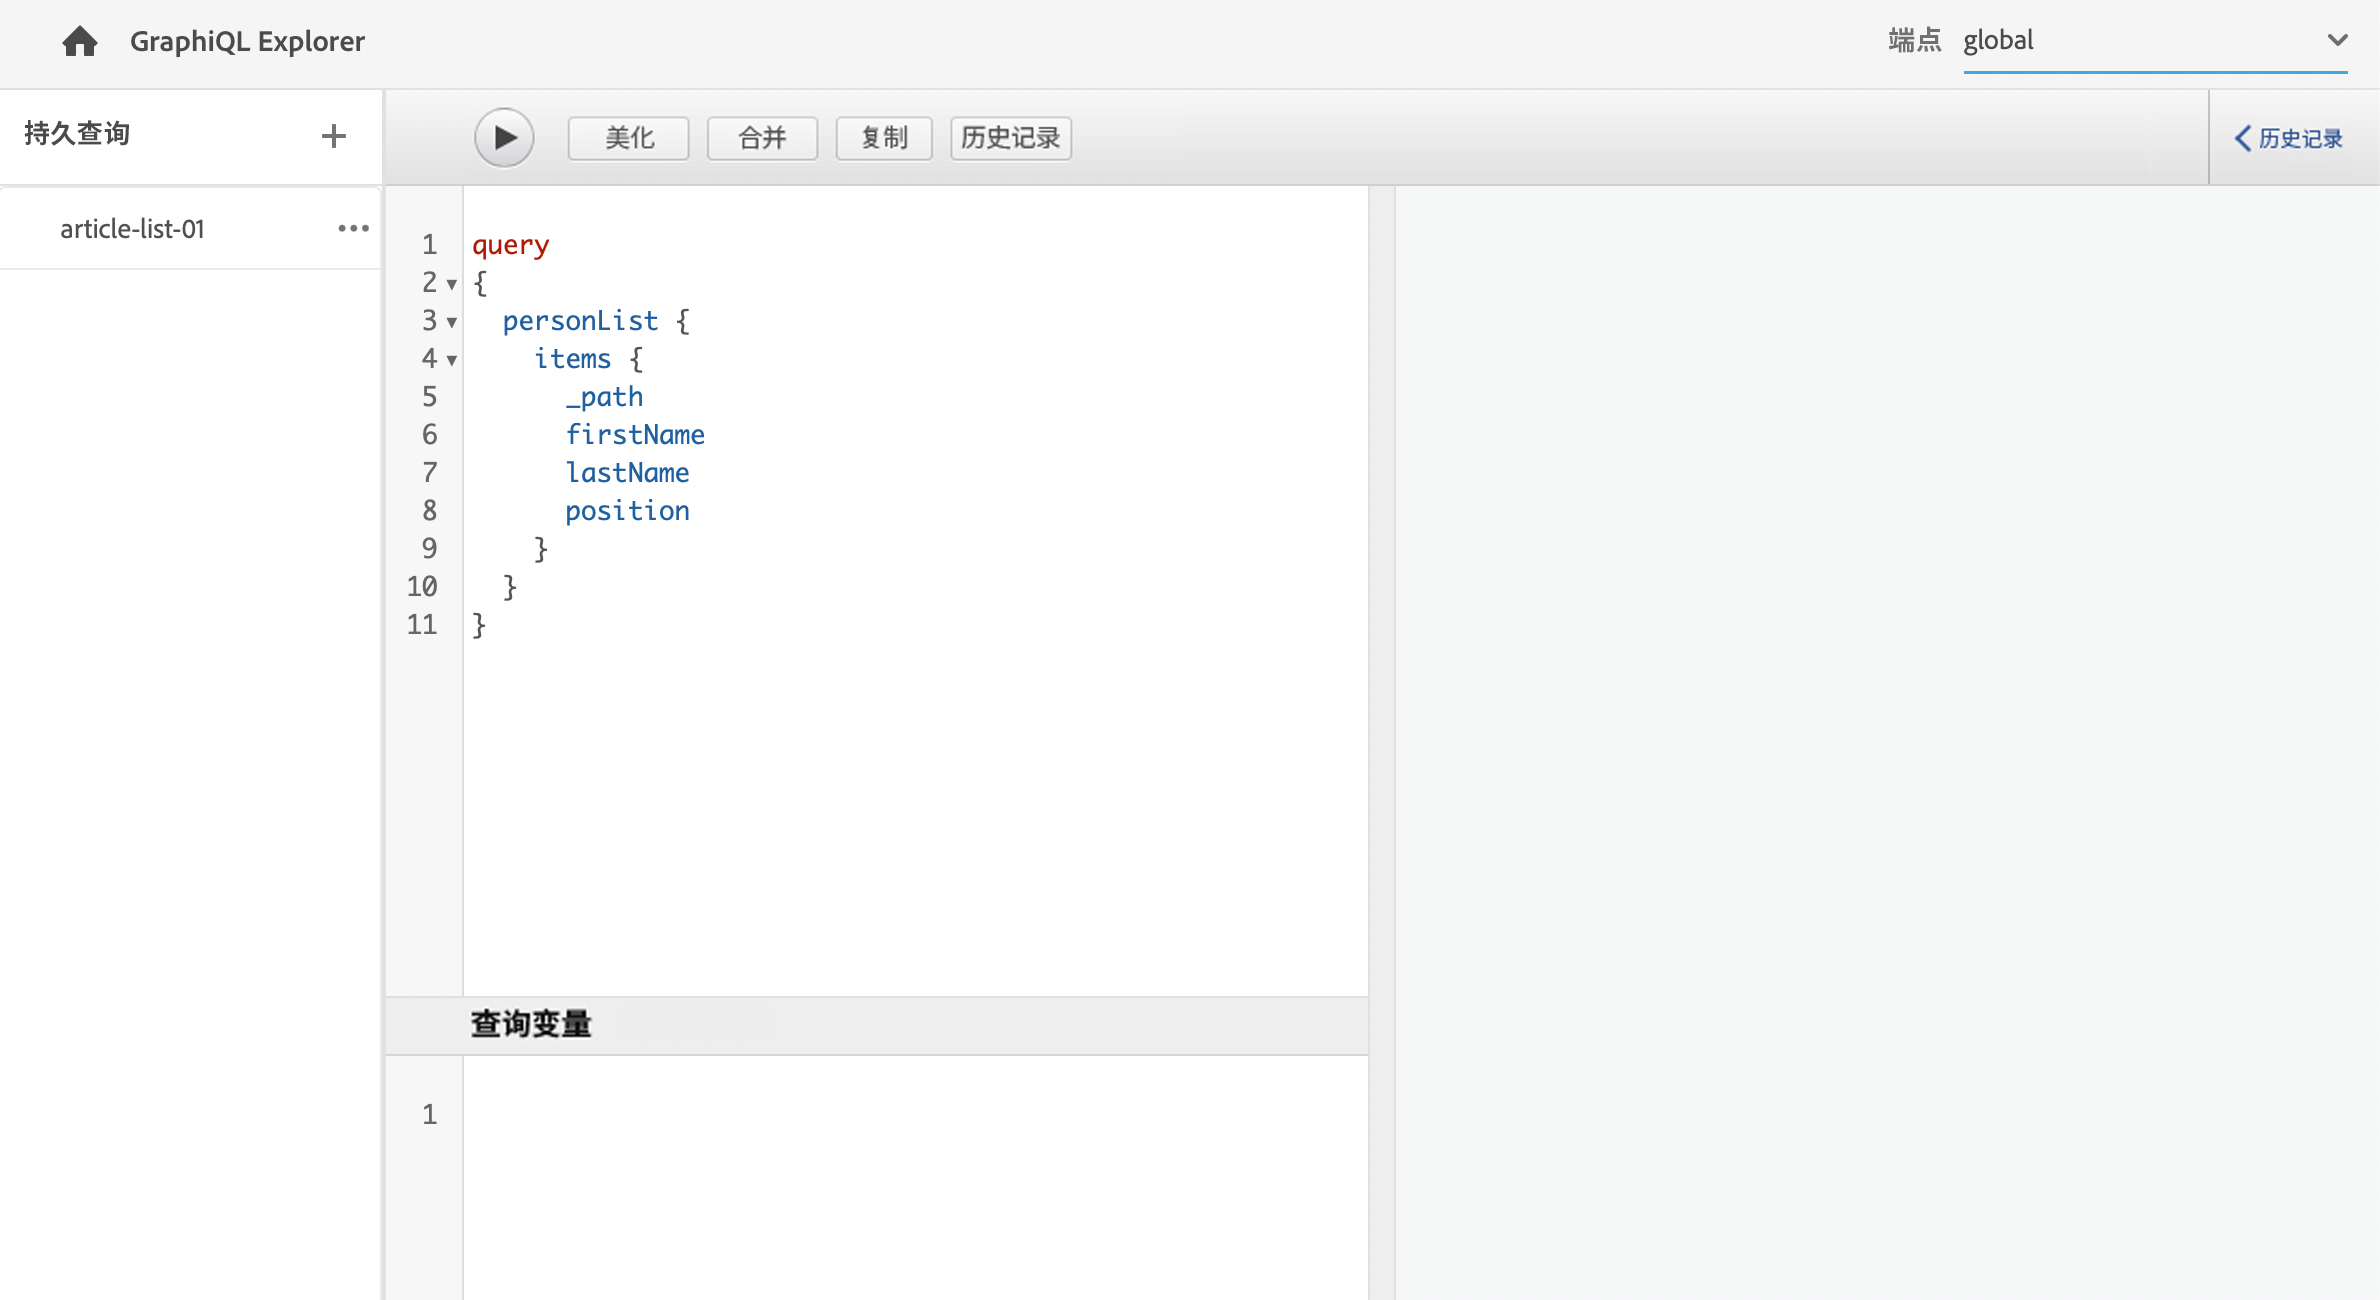 GraphiQL Explorer
端点 global
持久查询 +
美化 合并 复制 历史记录
历史记录
article-list-01
1 query
2 {
3 personList {
4 items {
5 _path
6 firstName
7 lastName
8 position
9 }
10 }
11 }
查询变量
1